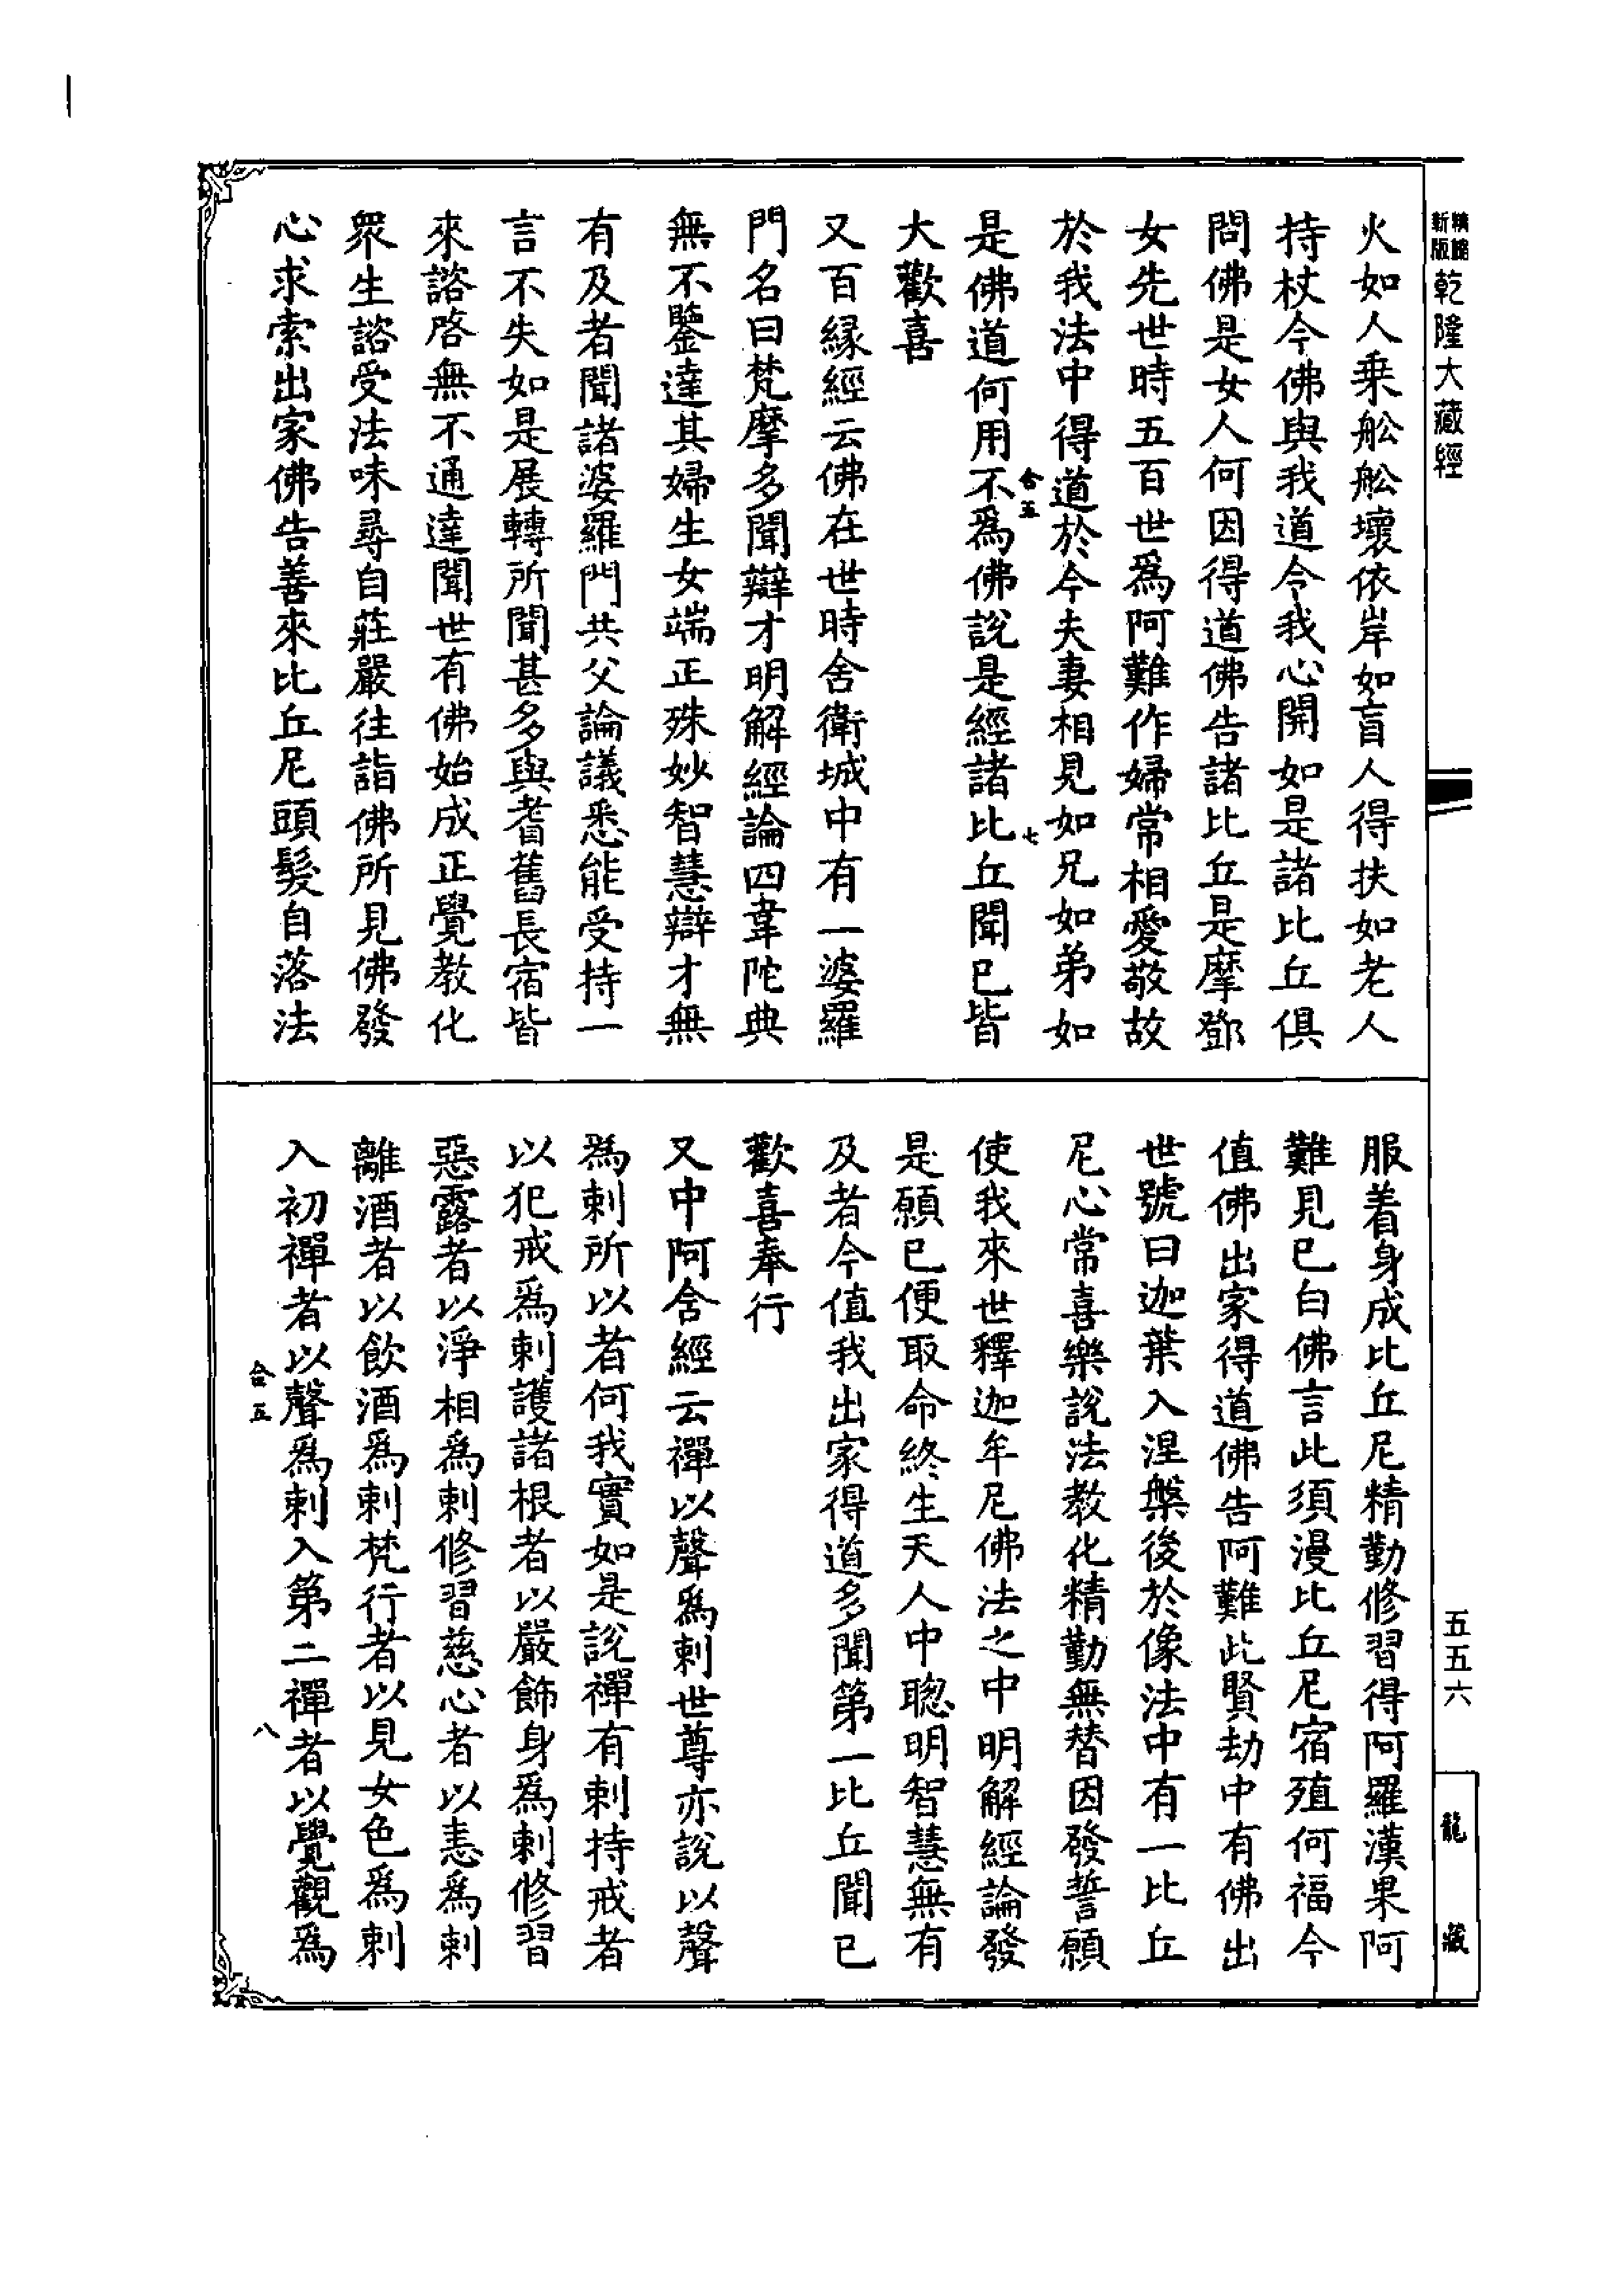 新版
乾隆大藏經
火如人乗舩舩壞依岸如盲人得扶如老人
持杖今佛與我道令我心開如是諸比丘俱
問佛是女人何因得道佛告諸比丘是摩鄧
女先世時五百世爲阿難作婦常相愛敬故
於我法中得道於今夫妻相見如兄如弟如
是佛道何用不爲佛說是經諸比丘聞已皆
大歡喜
又百緣經云佛在世時舍衛城中有一婆羅
門名曰梵摩多聞辯才明解經論四韋陀典
無不鑒達其婦生女端正殊妙智慧辯才無
有及者聞諸婆羅門共父論議悉能受持一
言不失如是展轉所聞甚多與耆舊長宿皆
來諮啓無不通達聞世有佛始成正覺教化
眾生諮受法味尋自莊嚴往詣佛所見佛發
心求索出家佛告善來比丘尼頭髮自落法
服着身成比丘尼精勤修習得阿羅漢果阿
難見已白佛言此須漫比丘尼宿殖何福今
值佛出家得道佛告阿難此賢劫中有佛出
世號曰迦葉入涅槃後於像法中有一比丘
尼心常喜樂說法教化精勤無替因發誓願
使我來世釋迦牟尼佛法之中明解經論發
是願已便取命終生天人中聰明智慧無有
及者今值我出家得道多聞第一比丘聞已
歡喜奉行
又中阿含經云禪以聲爲刺世尊亦說以聲
爲刺所以者何我實如是說禪有刺持戒者
以犯戒爲刺護諸根者以嚴飾身爲刺修習
惡露者以淨相爲刺修習慈心者以恚爲刺
離酒者以飲酒爲刺梵行者以見女色爲刺
入初禪者以聲爲刺入第二禪者以覺觀爲
合五
七
合五
八
五五六
龍藏